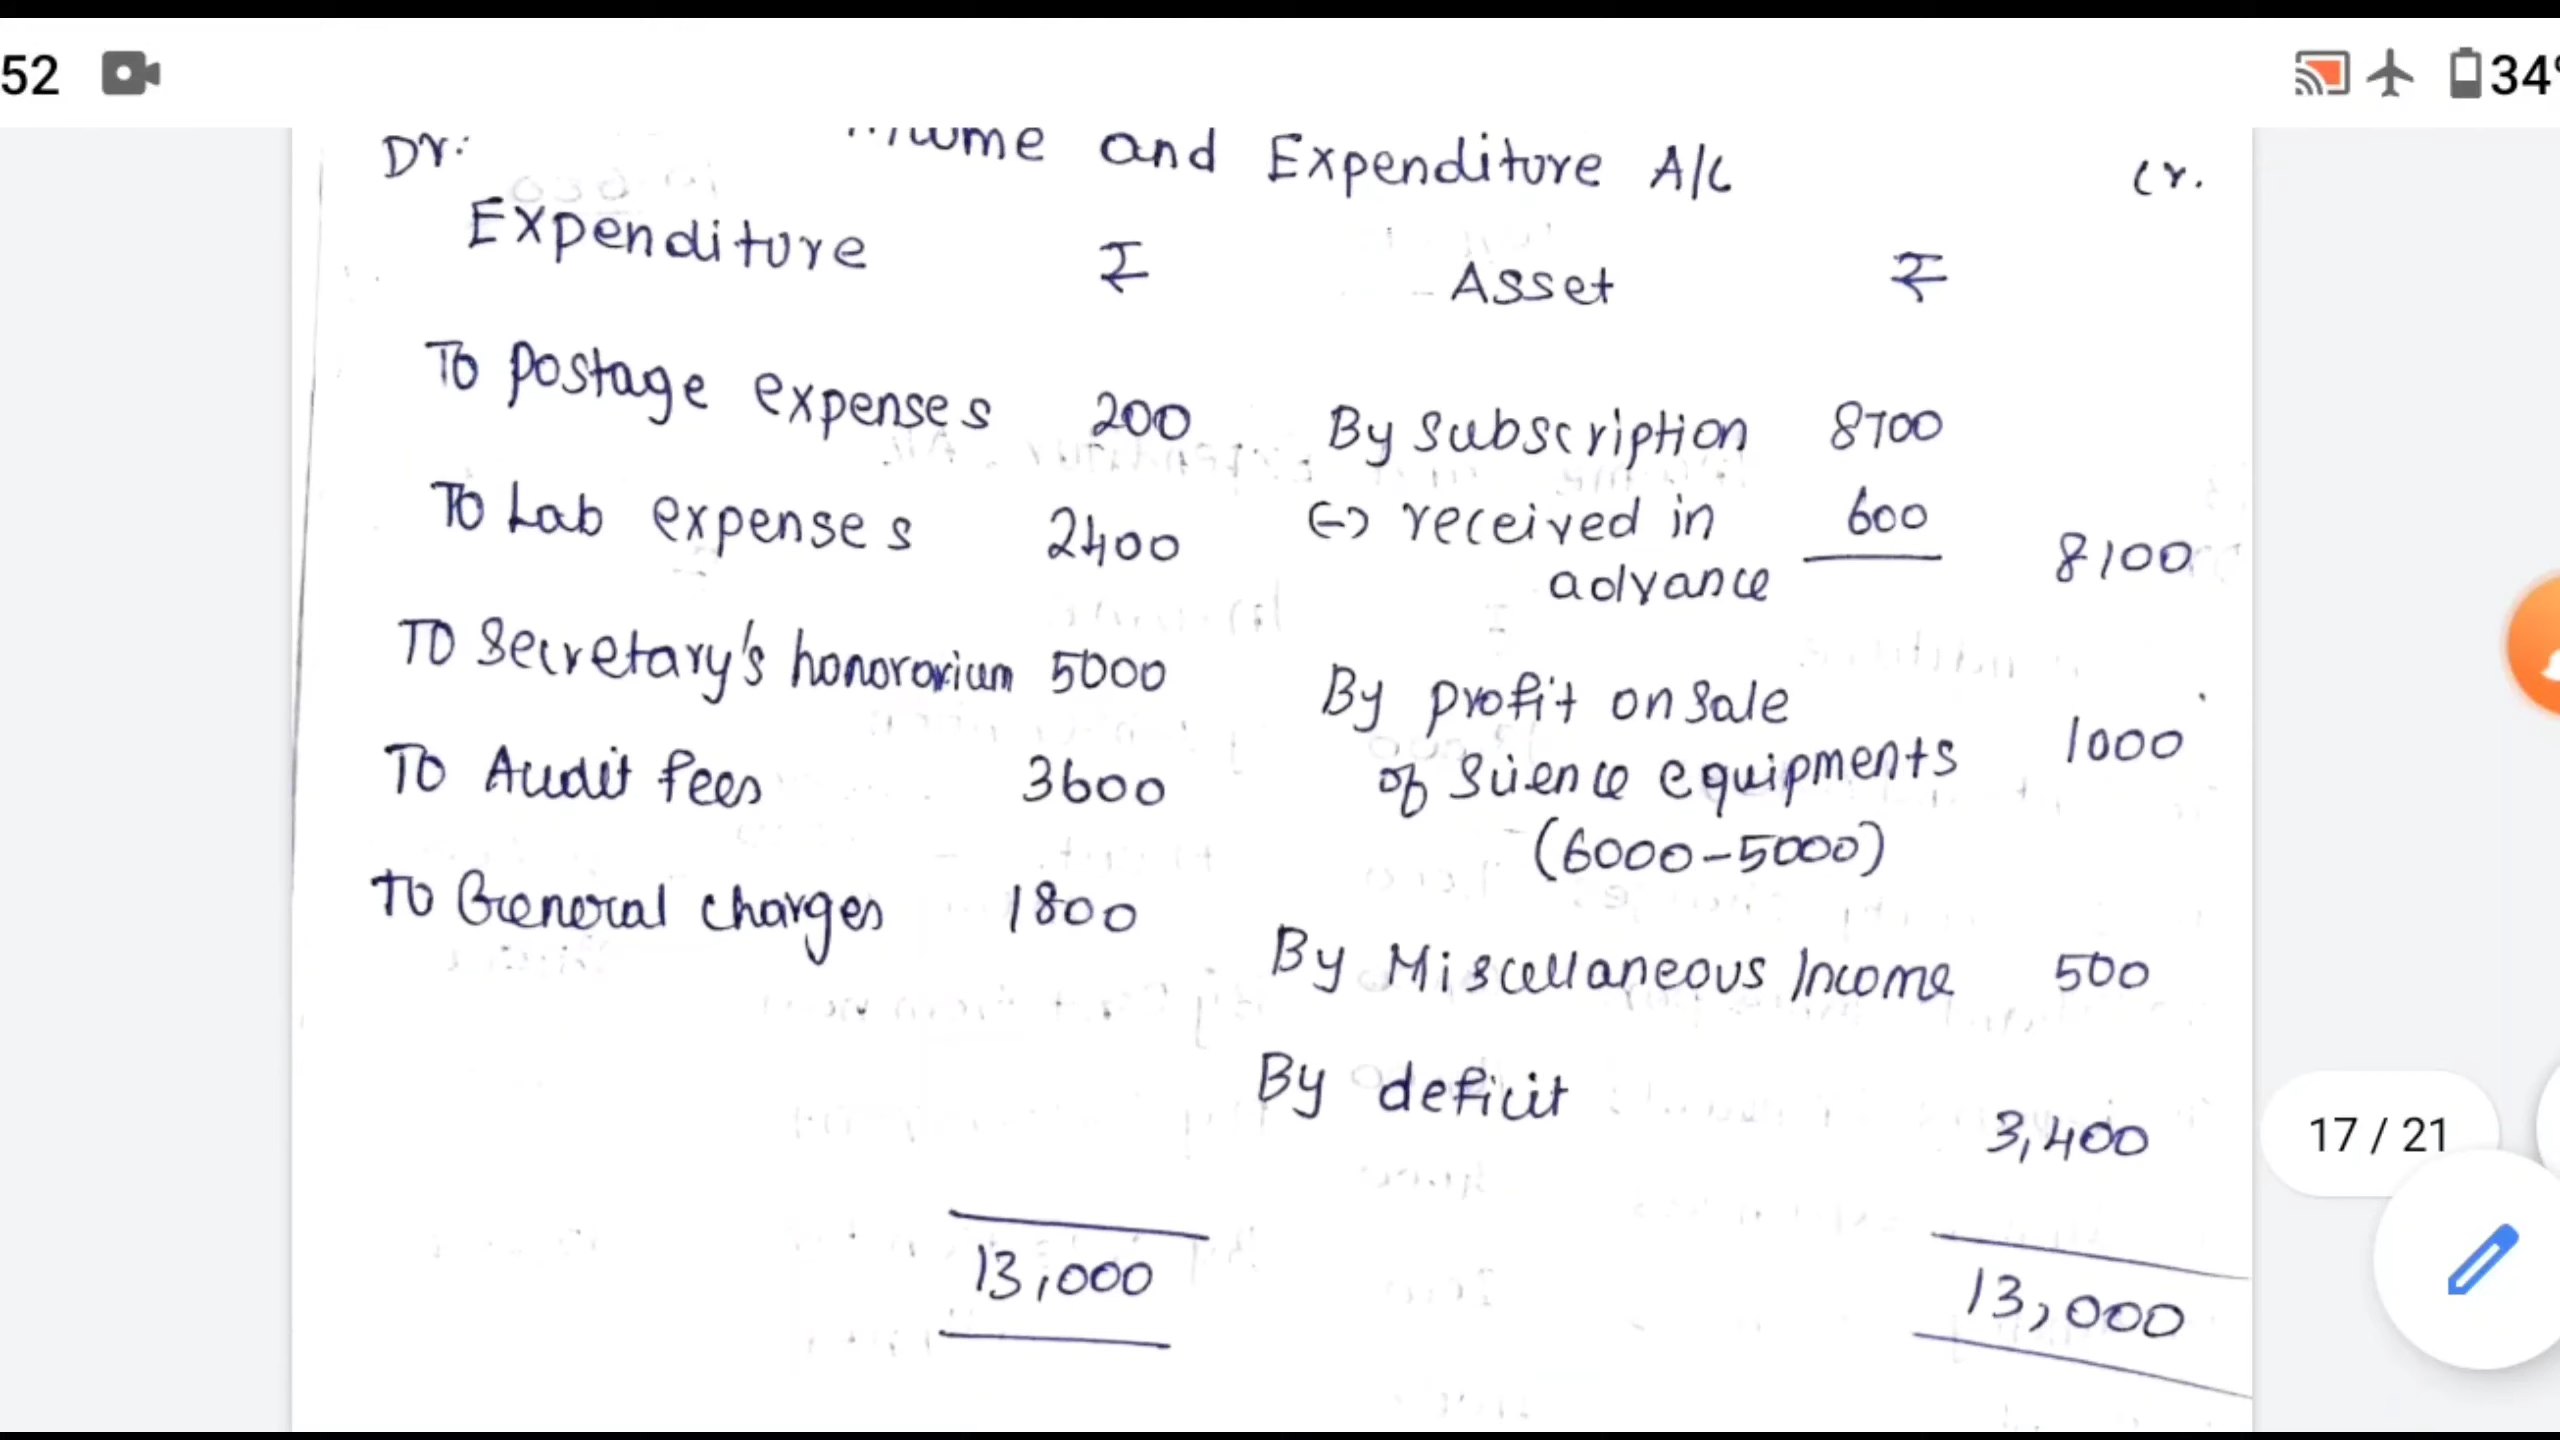 52
34
Dr. Income and Expenditure A/c Cr.
Expenditure ₹ Asset ₹
To postage expenses 200 By subscription 8700
To Lab expenses 2400 (-) received in 600
advance 8100
To Secretary's honorarium 5000 By profit on sale
of Science equipments 1000
To Audit fees 3600 (6000-5000)
To General charges 1800 By Miscellaneous Income 500
By deficit 3,400
13,000 13,000
17 / 21